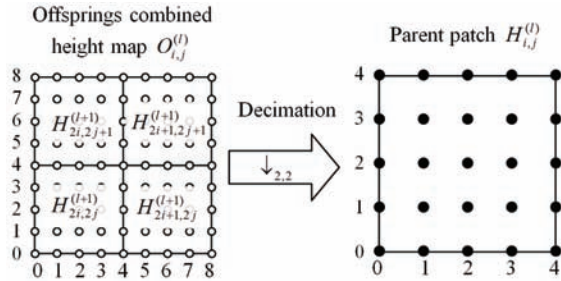 Offsprings combined
height map O_{i,j}^{(l)}
8
7
6
5
4
3
2
1
0
0 1 2 3 4 5 6 7 8
H_{2i,2j+1}^{(l+1)}
H_{2i+1,2j+1}^{(l+1)}
H_{2i,2j}^{(l+1)}
H_{2i+1,2j}^{(l+1)}
Decimation
↓_{2,2}
Parent patch H_{i,j}^{(l)}
4
3
2
1
0
0 1 2 3 4